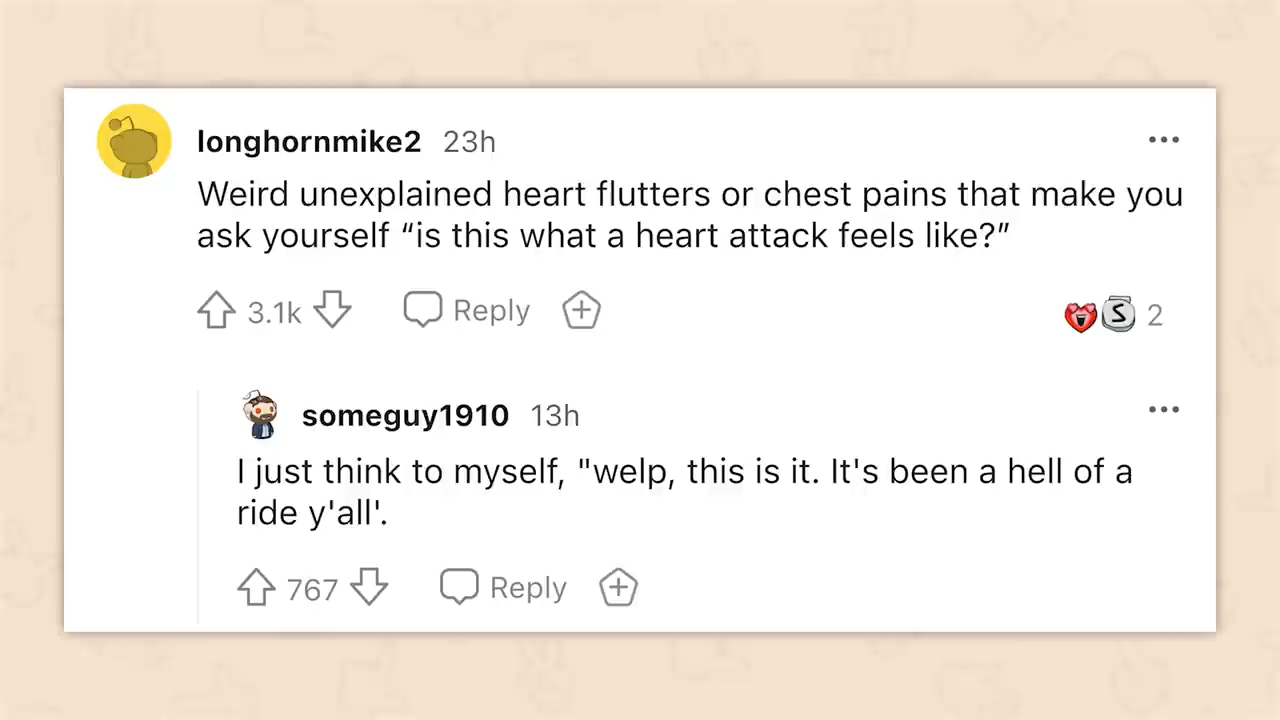 longhornmike2 23h
Weird unexplained heart flutters or chest pains that make you
ask yourself “is this what a heart attack feels like?”
3.1k Reply S 2
someguy1910 13h
I just think to myself, "welp, this is it. It's been a hell of a
ride y'all'.
767 Reply